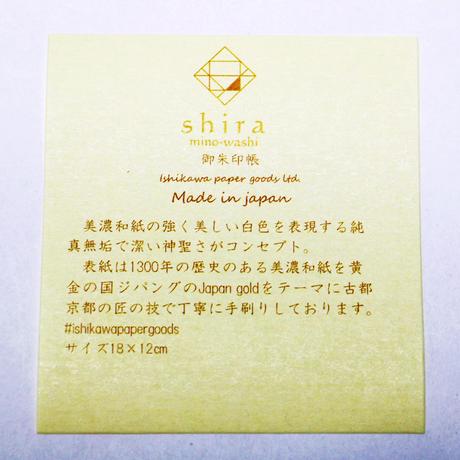 shira
mino-washi
御朱印帳
Ishikawa paper goods Ltd.
Made in japan
美濃和紙の強く美しい白色を表現する純
真無垢で潔い神聖さがコンセプト。
表紙は1300年の歴史のある美濃和紙を黄
金の国ジパングのJapan goldをテーマに古都
京都の匠の技で丁寧に手刷りしております。
#ishikawapapergoods
サイズ18×12cm